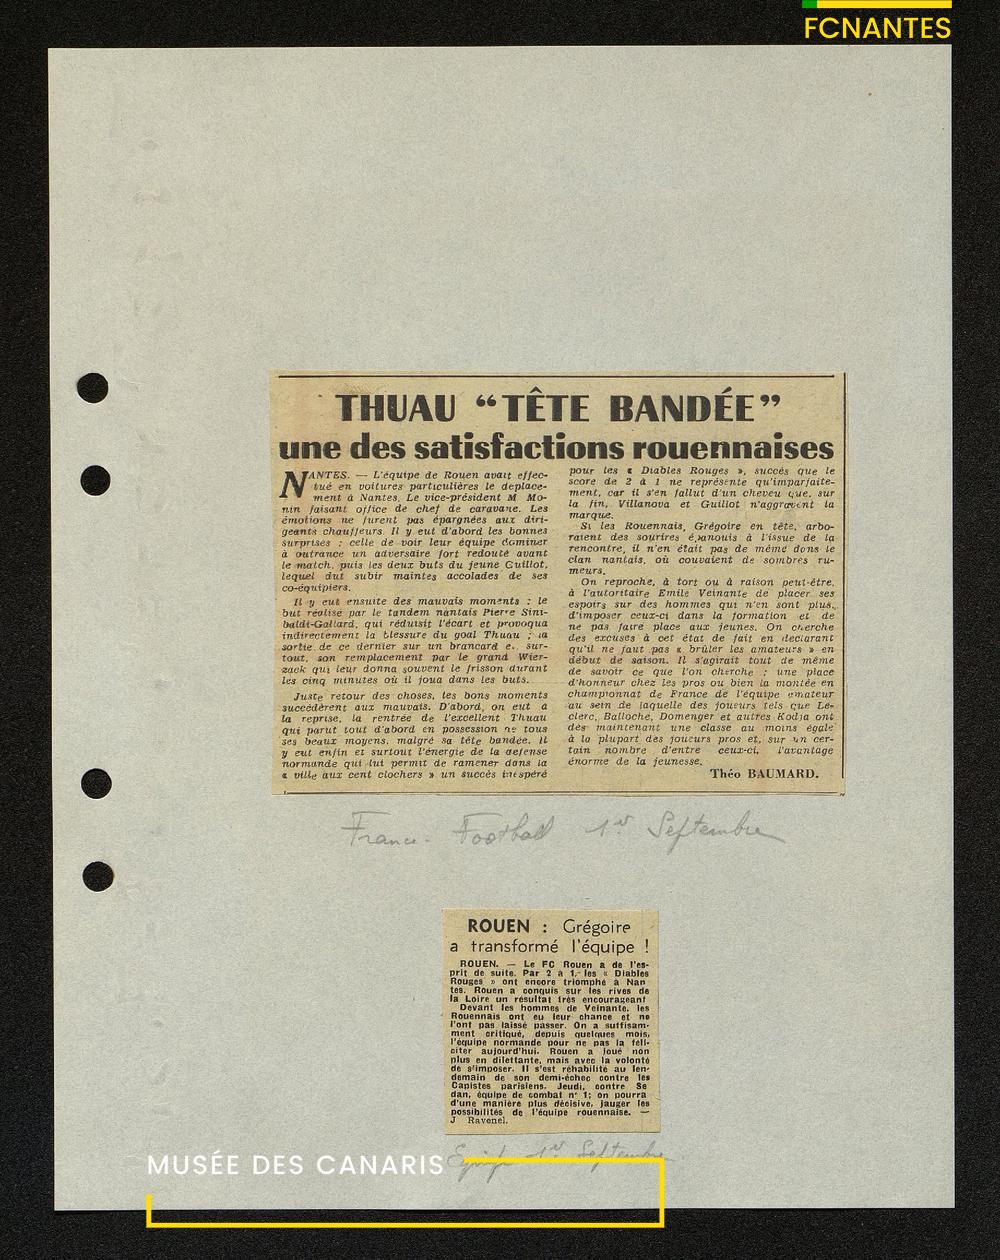 FCNANTES
THUAU “TÊTE BANDÉE”
une des satisfactions rouennaises
NANTES. — L'équipe de Rouen avait effec-
tué en voitures particulières le déplace-
ment à Nantes. Le vice-président M Mo-
nin faisant office de chef de caravane. Les
émotions ne furent pas épargnées aux diri-
geants chauffeurs. Il y eut d'abord les bonnes
surprises : celle de voir leur équipe dominer
à outrance un adversaire fort redouté avant
le match, puis les deux buts du jeune Guillot,
lequel dut subir maintes accolades de ses
co-équipiers.
Il y eut ensuite des mauvais moments : le
but réalisé par le tandem nantais Pierre Sini-
baldi-Gallard, qui réduisit l'écart et provoqua
indirectement la blessure du goal Thuau ; la
sortie de ce dernier sur un brancard e. sur-
tout, son remplacement par le grand Wier-
zack qui leur donna souvent le frisson durant
les cinq minutes où il joua dans les buts.
Juste retour des choses, les bons moments
succédèrent aux mauvais. D'abord, on eut à
la reprise, la rentrée de l'excellent Thuau
qui parut tout d'abord en possession de tous
ses beaux moyens, malgré sa tête bandée. Il
y eut enfin et surtout l'énergie de la défense
normande qui lui permit de ramener dans la
« ville aux cent clochers » un succès inespéré
pour les « Diables Rouges », succès que le
score de 2 à 1 ne représente qu'imparfaite-
ment, car il s'en fallut d'un cheveu que, sur
la fin, Villanova et Guillot n'aggravent la
marque.
Si les Rouennais, Grégoire en tête, arbo-
raient des sourires épanouis à l'issue de la
rencontre, il n'en était pas de même dans le
clan nantais, où couvaient de sombres ru-
meurs.
On reproche, à tort ou à raison peut-être,
à l'autoritaire Emile Veinante de placer ses
espoirs sur des hommes qui n'en sont plus,
d'imposer ceux-ci dans la formation et de
ne pas faire place aux jeunes. On cherche
des excuses à cet état de fait en déclarant
qu'il ne faut pas « brûler les amateurs » en
début de saison. Il s'agirait tout de même
de savoir ce que l'on cherche : une place
d'honneur chez les pros ou bien la montée en
championnat de France de l'équipe amateur
au sein de laquelle des joueurs tels que Le-
clerc, Balloche, Domenger et autres Kodja ont
dès maintenant une classe au moins égale
à la plupart des joueurs pros et, sur un cer-
tain nombre d'entre ceux-ci, l'avantage
énorme de la jeunesse.
Théo BAUMARD.
France-Football 1er Septembre
ROUEN : Grégoire
a transformé l'équipe !
ROUEN. — Le FC Rouen a de l'es-
prit de suite. Par 2 à 1, les « Diables
Rouges » ont encore triomphé à Nan
tes. Rouen a conquis sur les rives de
la Loire un résultat très encourageant
Devant les hommes de Veinante, les
Rouennais ont eu leur chance et ne
l'ont pas laissé passer. On a suffisam-
ment critiqué, depuis quelques mois,
l'équipe normande pour ne pas la féli-
citer aujourd'hui. Rouen a joué non
plus en dilettante, mais avec la volonté
de s'imposer. Il s'est réhabilité au len-
demain de son demi-échec contre les
Capistes parisiens. Jeudi, contre Se
dan, équipe de combat n° 1; on pourra
d'une manière plus décisive, jauger les
possibilités de l'équipe rouennaise. —
J Ravenel.
Equipe 1er Septembre
MUSÉE DES CANARIS